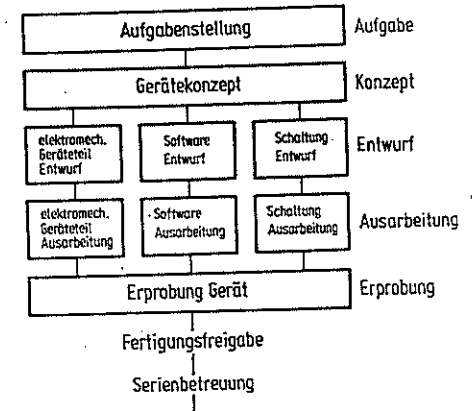 Aufgabenstellung
Aufgabe
Gerätekonzept
Konzept
elektromech.
Geräteteil
Entwurf
Software
Entwurf
Schaltung
Entwurf
Entwurf
elektromech.
Geräteteil
Ausarbeitung
Software
Ausarbeitung
Schaltung
Ausarbeitung
Ausarbeitung
Erprobung Gerät
Erprobung
Fertigungsfreigabe
Serienbetreuung